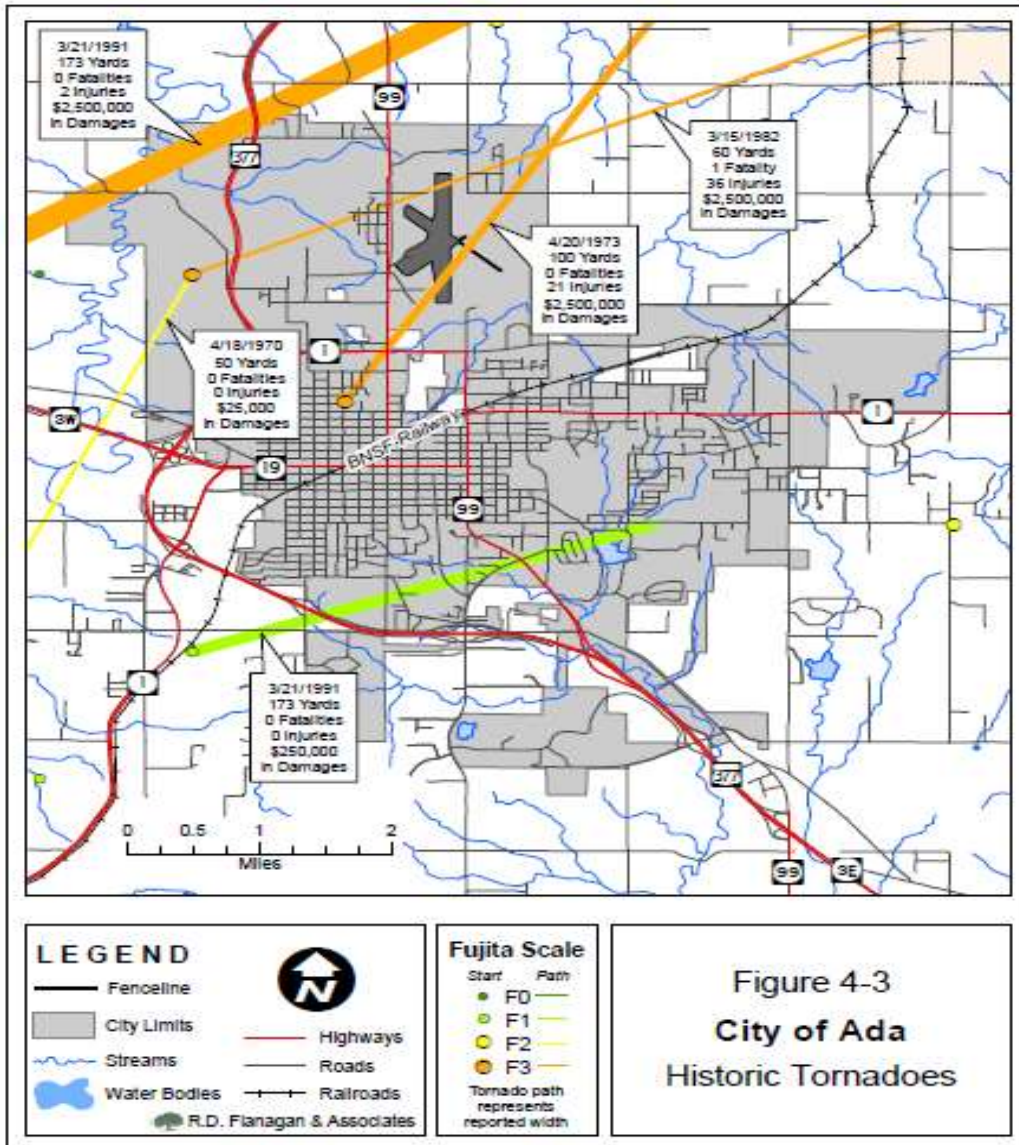 3/21/1991
173 Yards
0 Fatalities
2 Injuries
$2,500,000
In Damages
99
377
3/15/1982
60 Yards
1 Fatality
36 Injuries
$2,500,000
In Damages
4/20/1973
100 Yards
0 Fatalities
21 Injuries
$2,500,000
In Damages
4/18/1970
50 Yards
0 Fatalities
0 Injuries
$25,000
In Damages
1
3W
1
19
BNSF Railway
99
3/21/1991
173 Yards
0 Fatalities
0 Injuries
$250,000
In Damages
1
377
99
3E
0 0.5 1 2
Miles
LEGEND
Fenceline
City Limits
Streams
Water Bodies
N
Highways
Roads
Railroads
R.D. Flanagan & Associates
Fujita Scale
Start Path
F0
F1
F2
F3
Tornado path
represents
reported width
Figure 4-3
City of Ada
Historic Tornadoes